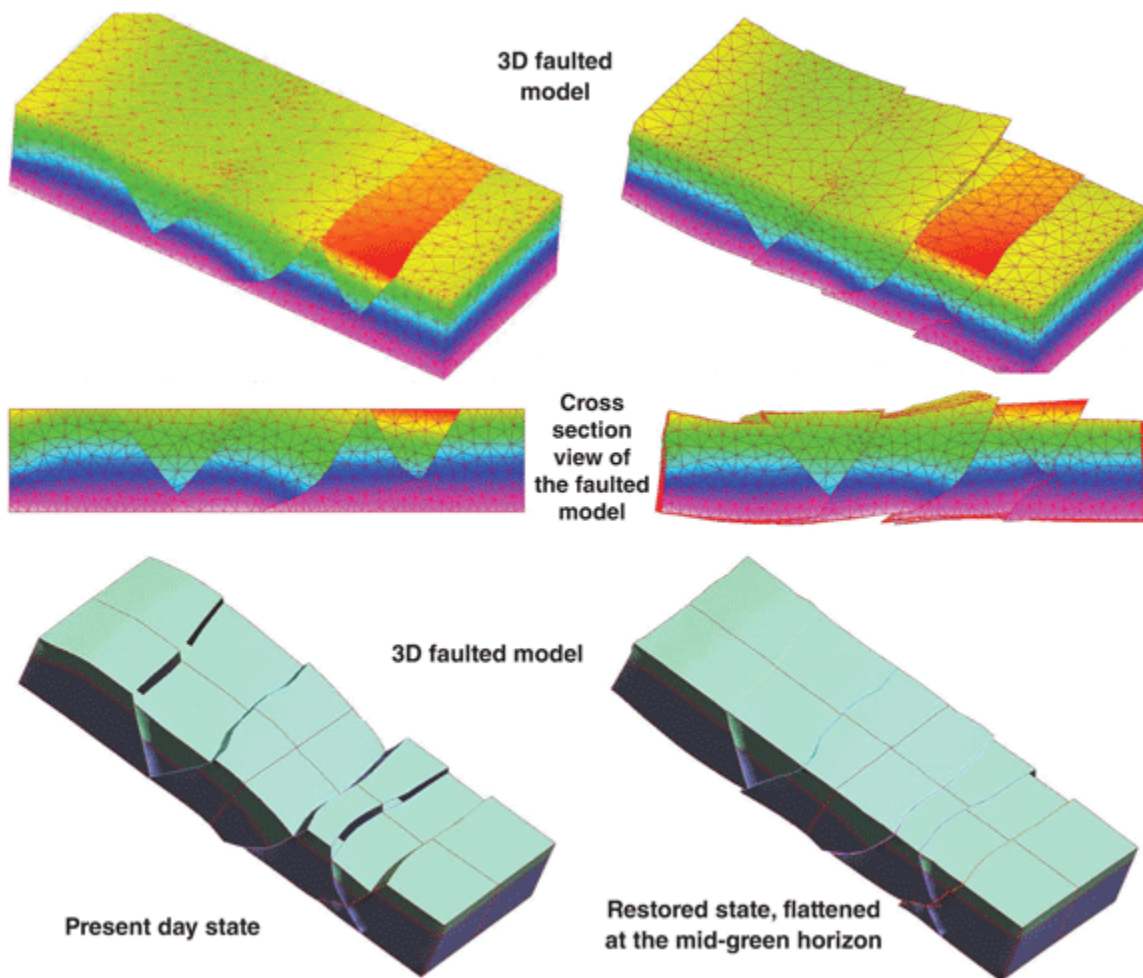 3D faulted
model
Cross
section
view of
the faulted
model
3D faulted model
Present day state
Restored state, flattened
at the mid-green horizon